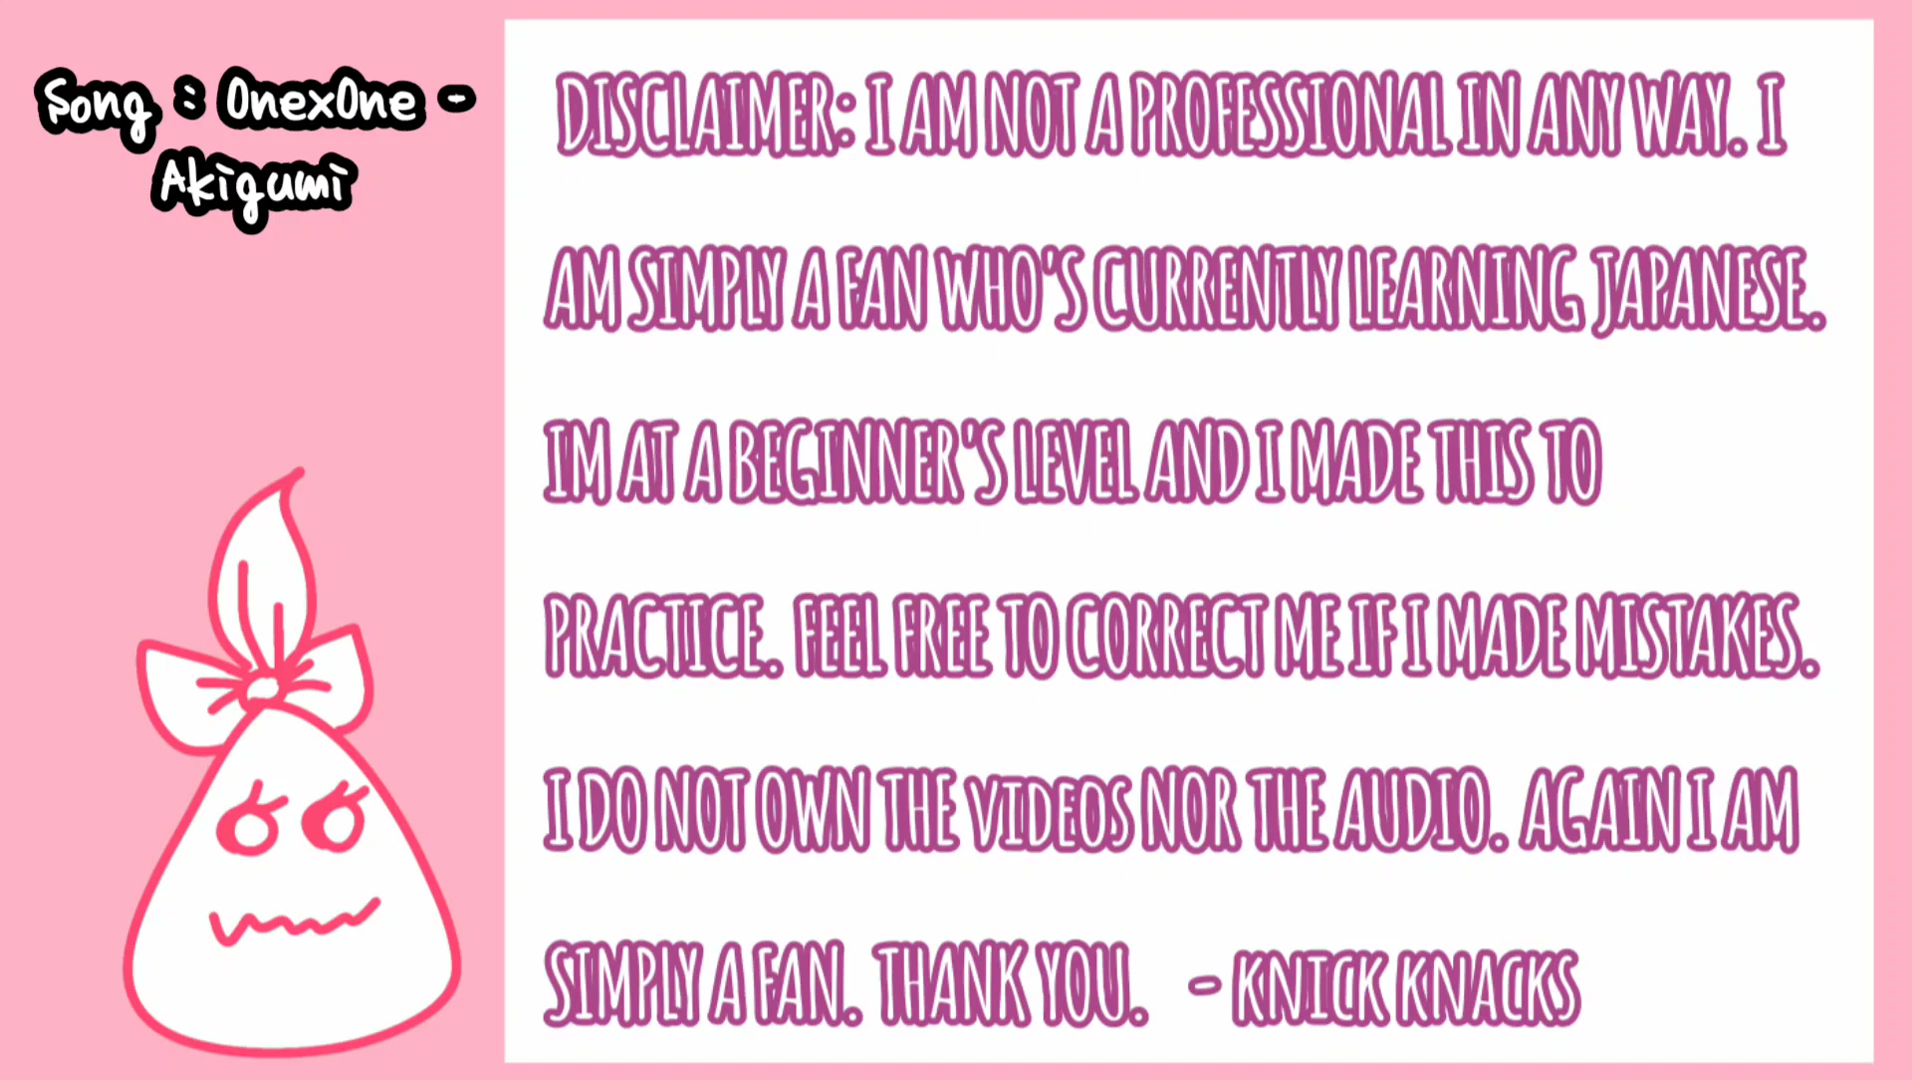 Song : OnexOne -
Akigumi
DISCLAIMER: I AM NOT A PROFESSIONAL IN ANY WAY. I
AM SIMPLY A FAN WHO'S CURRENTLY LEARNING JAPANESE.
IM AT A BEGINNER'S LEVEL AND I MADE THIS TO
PRACTICE. FEEL FREE TO CORRECT ME IF I MADE MISTAKES.
I DO NOT OWN THE VIDEOS NOR THE AUDIO. AGAIN I AM
SIMPLY A FAN. THANK YOU. - KNICK KNACKS